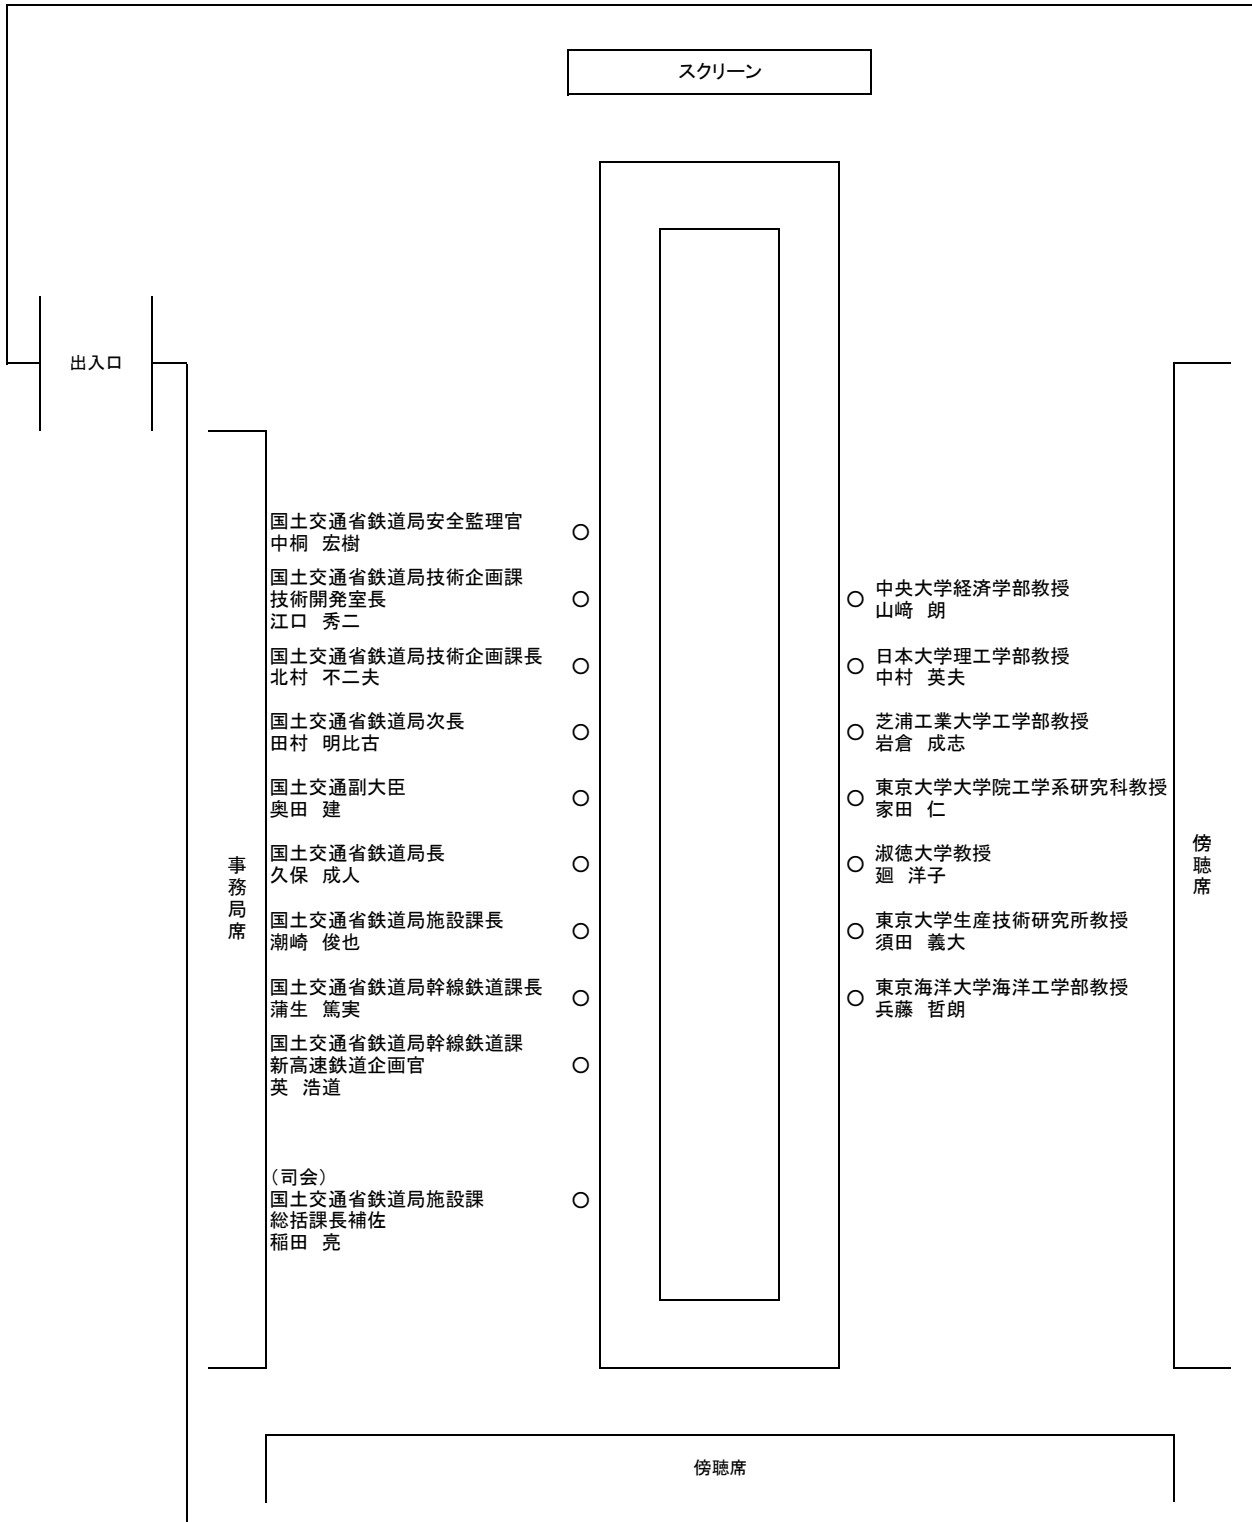 スクリーン
出入口
国土交通省鉄道局安全監理官
中桐 宏樹
国土交通省鉄道局技術企画課
技術開発室長
江口 秀二
国土交通省鉄道局技術企画課長
北村 不二夫
国土交通省鉄道局次長
田村 明比古
国土交通副大臣
奥田 建
国土交通省鉄道局長
久保 成人
国土交通省鉄道局施設課長
潮崎 俊也
国土交通省鉄道局幹線鉄道課長
蒲生 篤実
国土交通省鉄道局幹線鉄道課
新高速鉄道企画官
英 浩道
（司会）
国土交通省鉄道局施設課
総括課長補佐
稲田 亮
事務局席
中央大学経済学部教授
山﨑 朗
日本大学理工学部教授
中村 英夫
芝浦工業大学工学部教授
岩倉 成志
東京大学大学院工学系研究科教授
家田 仁
淑徳大学教授
廻 洋子
東京大学生産技術研究所教授
須田 義大
東京海洋大学海洋工学部教授
兵藤 哲朗
傍聴席
傍聴席